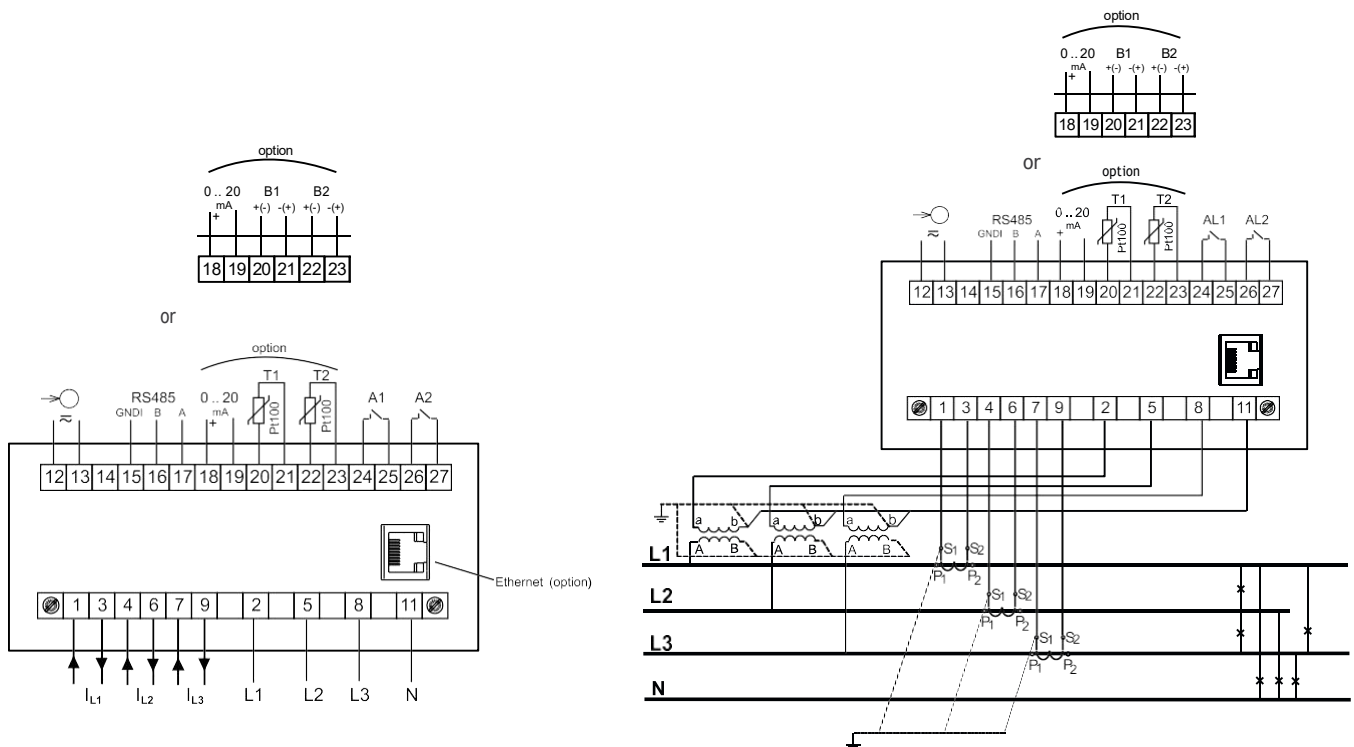 option
0 .. 20 B1 B2
mA +(-) -(+) +(-) -(+)
+
18 19 20 21 22 23
or
option
T1 T2
RS485 0 .. 20 A1 A2
GNDI B A mA Pt100 Pt100
+
12 13 14 15 16 17 18 19 20 21 22 23 24 25 26 27
Ethernet (option)
1 3 4 6 7 9 2 5 8 11
IL1 IL2 IL3 L1 L2 L3 N
option
0 .. 20 B1 B2
mA +(-) -(+) +(-) -(+)
+
18 19 20 21 22 23
or
option
T1 T2
RS485 0 .. 20 AL1 AL2
GNDI B A + mA Pt100 Pt100
12 13 14 15 16 17 18 19 20 21 22 23 24 25 26 27
1 3 4 6 7 9 2 5 8 11
a b a b a b
A B A B A B
L1 S1 S2
P1 P2
L2 S1 S2
P1 P2
L3 S1 S2
P1 P2
N